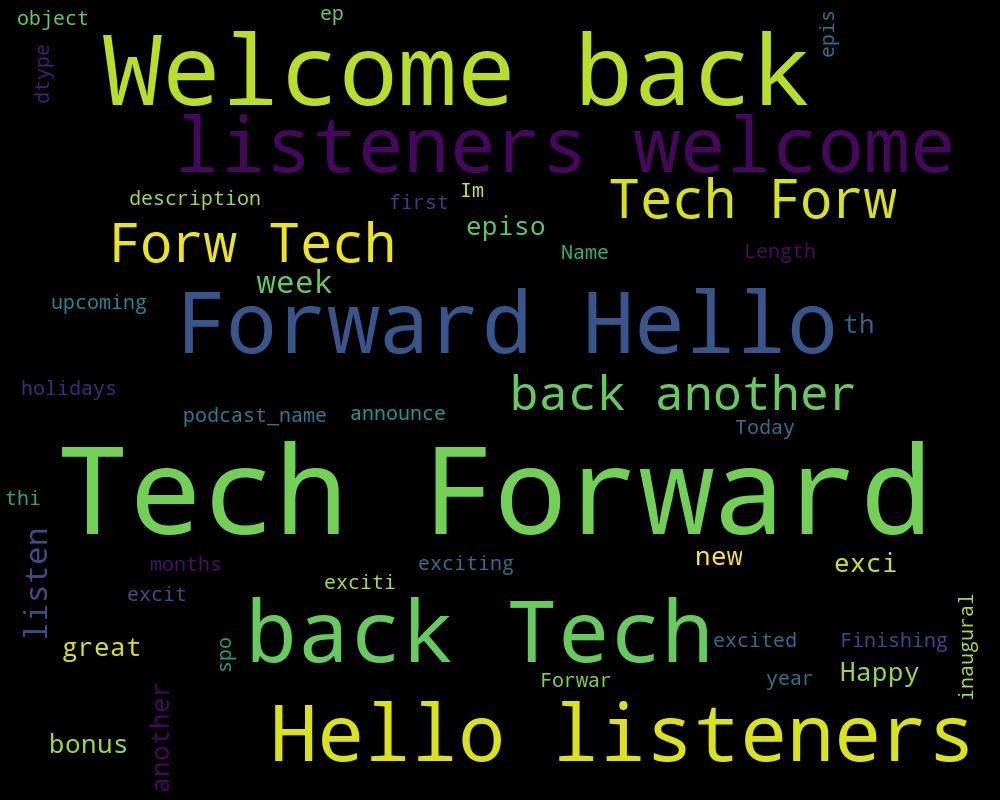 object
ep
epis
dtype
Welcome back
listeners welcome
description
first
Im
Tech Forw
Forw Tech
episo
Name
Length
week
upcoming
Forward Hello
th
holidays
back another
podcast_name
announce
Today
Tech Forward
thi
listen
months
exciting
new
exci
exciti
excit
back Tech
great
spo
excited
Finishing
inaugural
Forwar
year
Happy
another
Hello listeners
bonus